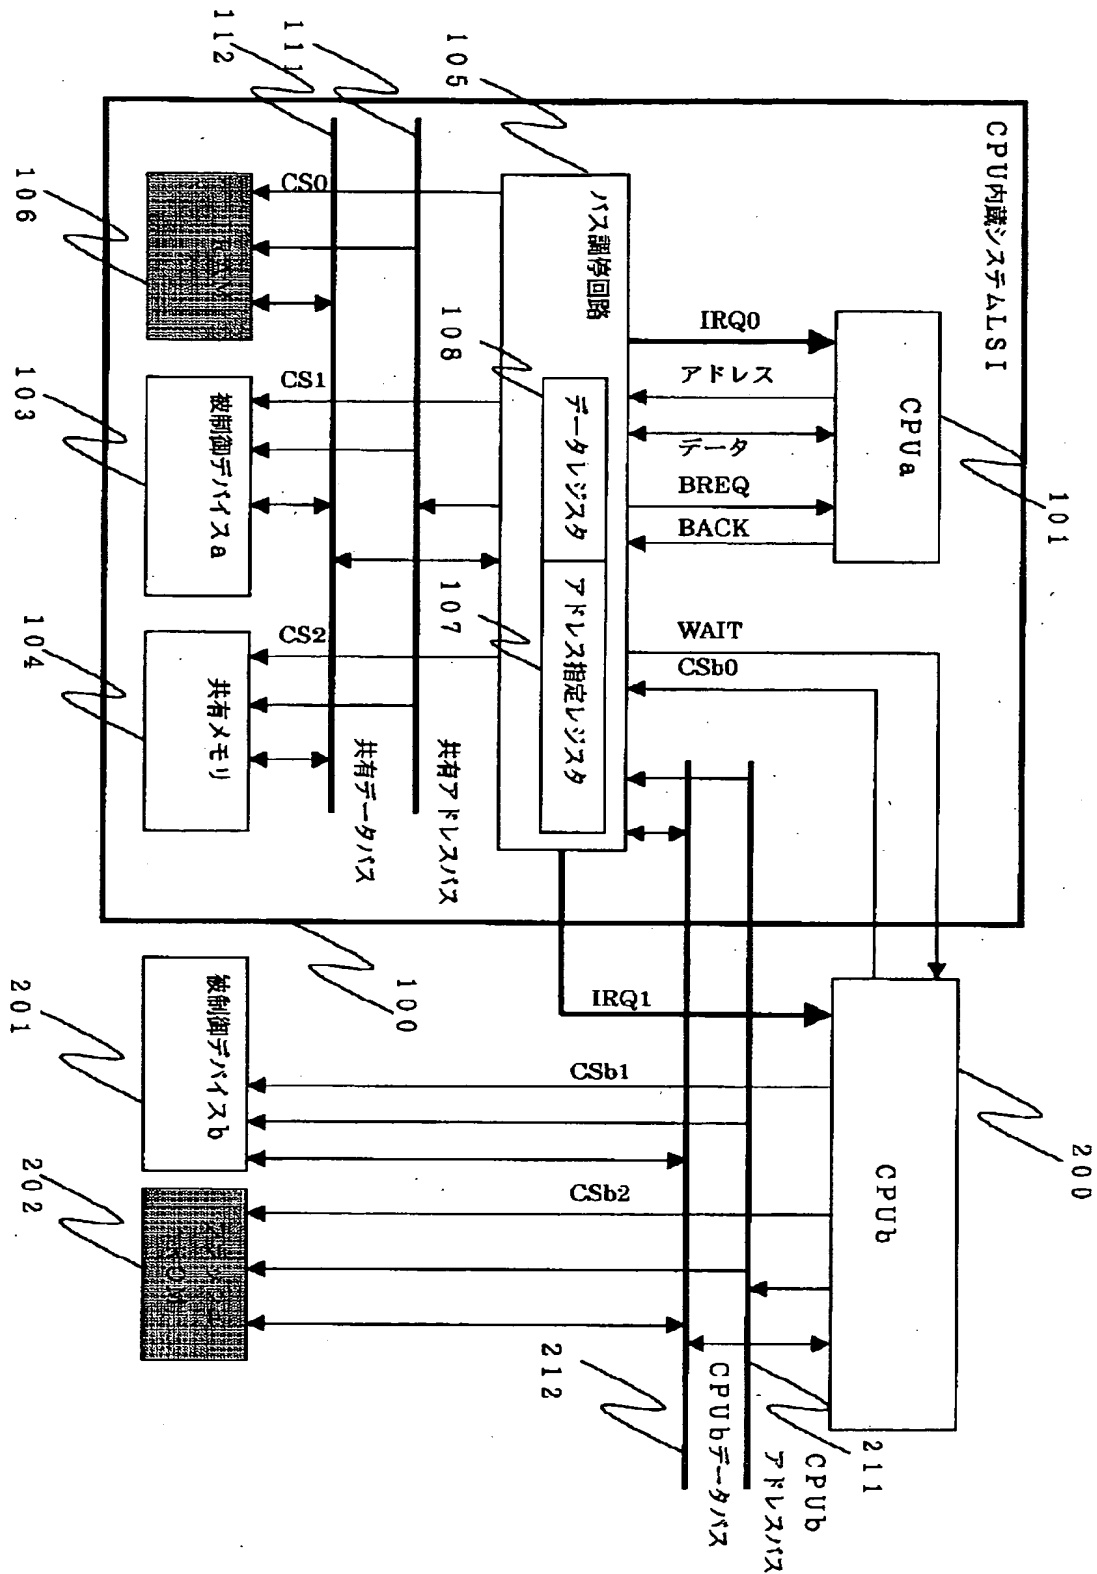 CPU内蔵システムLSI
CPUa
101
IRQ0
アドレス
データ
BREQ
BACK
WAIT
CSb0
105
バス調停回路
108
データレジスタ
107
アドレス指定レジスタ
111
112
共有アドレスバス
共有データバス
CS0
CS1
CS2
106
103
被制御デバイスa
104
共有メモリ
100
CPUb
200
IRQ1
CSb1
CSb2
211
CPUb
アドレスバス
212
CPUbデータバス
201
被制御デバイスb
202